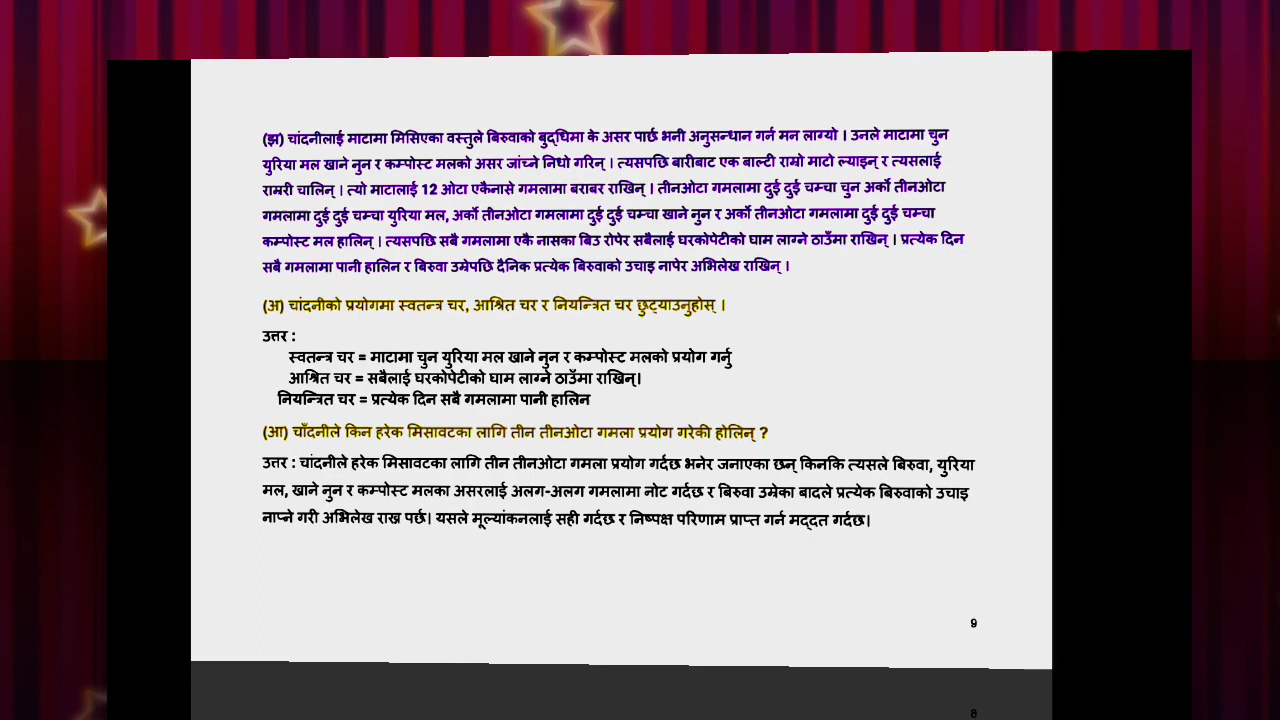 (झ) चांदनीलाई माटामा मिसिएका वस्तुले बिरुवाको बुद्धिमा के असर पार्छ भनी अनुसन्धान गर्न मन लाग्यो । उनले माटामा चुन
युरिया मल खाने नुन र कम्पोस्ट मलको असर जांच्ने निधो गरिन् । त्यसपछि बारीबाट एक बाल्टी राम्रो माटो ल्याइन् र त्यसलाई
राम्ररी चालिन् । त्यो माटालाई 12 ओटा एकैनासे गमलामा बराबर राखिन् । तीनओटा गमलामा दुई दुई चम्चा चुन अर्को तीनओटा
गमलामा दुई दुई चम्चा युरिया मल, अर्को तीनओटा गमलामा दुई दुई चम्चा खाने नुन र अर्को तीनओटा गमलामा दुई दुई चम्चा
कम्पोस्ट मल हालिन् । त्यसपछि सबै गमलामा एकै नासका बिउ रोपेर सबैलाई घरकोपेटीको घाम लाग्ने ठाउँमा राखिन् । प्रत्येक दिन
सबै गमलामा पानी हालिन र बिरुवा उम्रेपछि दैनिक प्रत्येक बिरुवाको उचाइ नापेर अभिलेख राखिन् ।
(अ) चांदनीको प्रयोगमा स्वतन्त्र चर, आश्रित चर र नियन्त्रित चर छुट्याउनुहोस् ।
उत्तर :
स्वतन्त्र चर = माटामा चुन युरिया मल खाने नुन र कम्पोस्ट मलको प्रयोग गर्नु
आश्रित चर = सबैलाई घरकोपेटीको घाम लाग्ने ठाउँमा राखिन्।
नियन्त्रित चर = प्रत्येक दिन सबै गमलामा पानी हालिन
(आ) चाँदनीले किन हरेक मिसावटका लागि तीन तीनओटा गमला प्रयोग गरेकी होलिन् ?
उत्तर : चांदनीले हरेक मिसावटका लागि तीन तीनओटा गमला प्रयोग गर्दछ भनेर जनाएका छन् किनकि त्यसले बिरुवा, युरिया
मल, खाने नुन र कम्पोस्ट मलका असरलाई अलग-अलग गमलामा नोट गर्दछ र बिरुवा उम्रेका बादले प्रत्येक बिरुवाको उचाइ
नाप्ने गरी अभिलेख राख्न पर्छ। यसले मूल्यांकनलाई सही गर्दछ र निष्पक्ष परिणाम प्राप्त गर्न मद्दत गर्दछ।
9
8